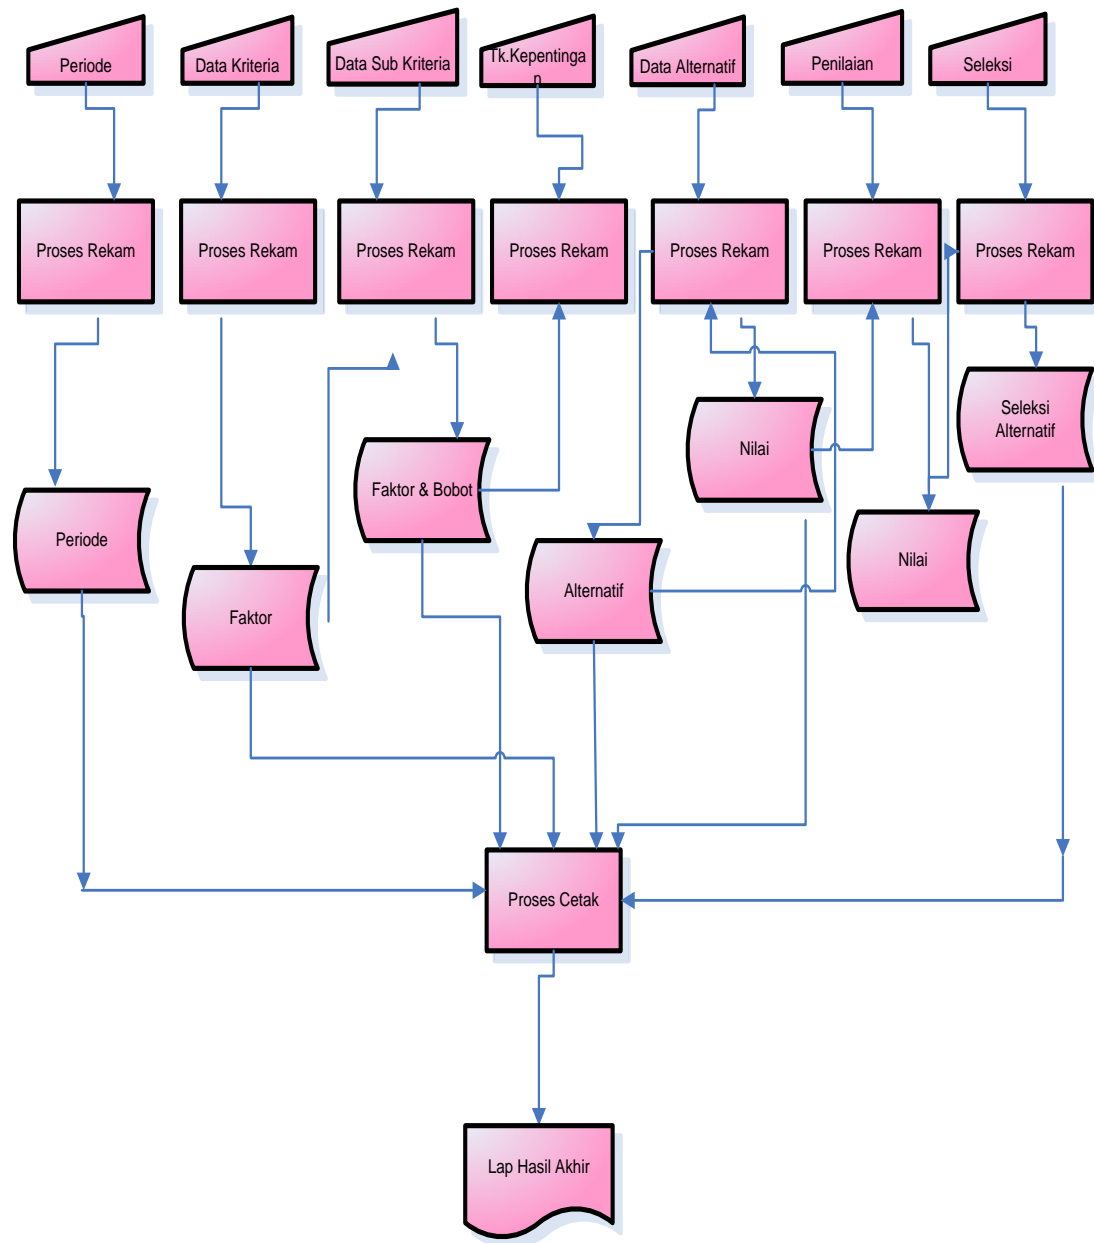 Periode
Data Kriteria
Data Sub Kriteria
Tk.Kepentinga
n
Data Alternatif
Penilaian
Seleksi
Proses Rekam
Proses Rekam
Proses Rekam
Proses Rekam
Proses Rekam
Proses Rekam
Proses Rekam
Seleksi
Alternatif
Nilai
Faktor & Bobot
Periode
Nilai
Alternatif
Faktor
Proses Cetak
Lap Hasil Akhir